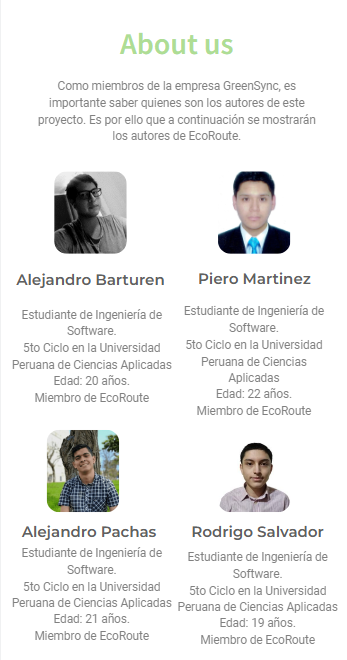 About us
Como miembros de la empresa GreenSync, es
importante saber quienes son los autores de este
proyecto. Es por ello que a continuación se mostrarán
los autores de EcoRoute.
Alejandro Barturen
Estudiante de Ingeniería de
Software.
5to Ciclo en la Universidad
Peruana de Ciencias Aplicadas
Edad: 20 años.
Miembro de EcoRoute
Piero Martinez
Estudiante de Ingeniería de
Software.
5to Ciclo en la Universidad
Peruana de Ciencias
Aplicadas
Edad: 22 años.
Miembro de EcoRoute
Alejandro Pachas
Estudiante de Ingeniería de
Software.
5to Ciclo en la Universidad
Peruana de Ciencias Aplicadas
Edad: 21 años.
Miembro de EcoRoute
Rodrigo Salvador
Estudiante de Ingeniería de
Software.
5to Ciclo en la Universidad
Peruana de Ciencias Aplicadas
Edad: 19 años.
Miembro de EcoRoute